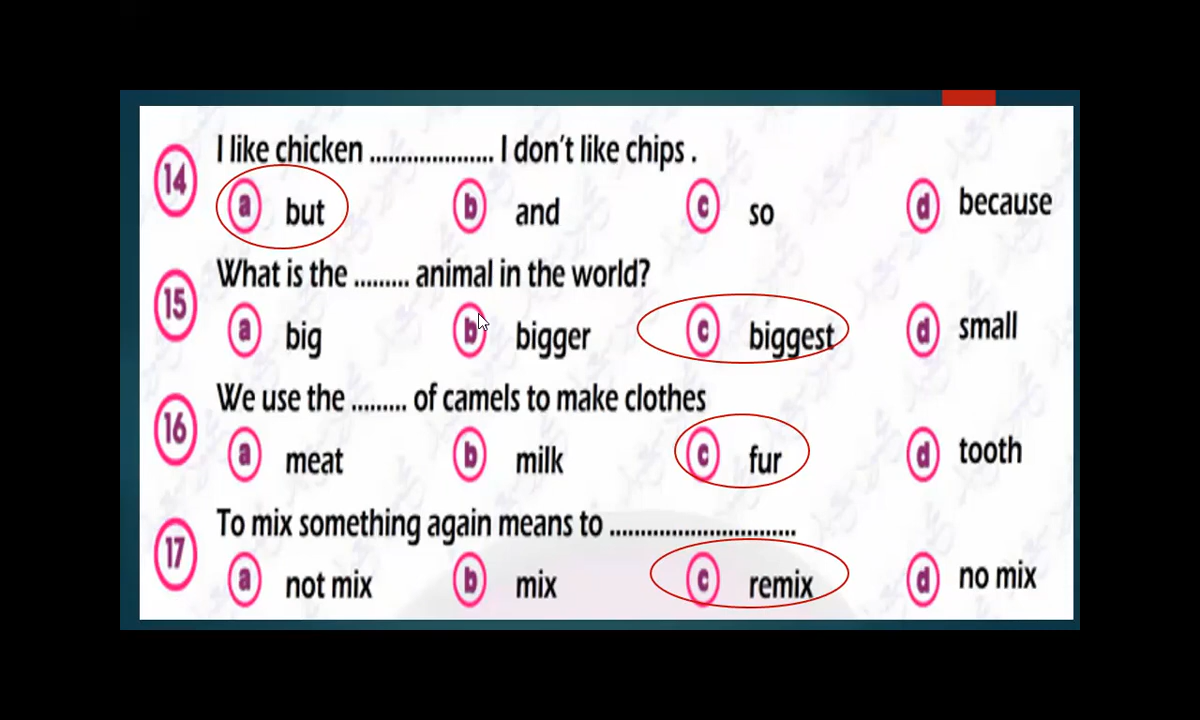 14 I like chicken .................... I don't like chips .
a but b and c so d because
15 What is the ......... animal in the world?
a big b bigger c biggest d small
16 We use the ......... of camels to make clothes
a meat b milk c fur d tooth
17 To mix something again means to ..............................
a not mix b mix c remix d no mix